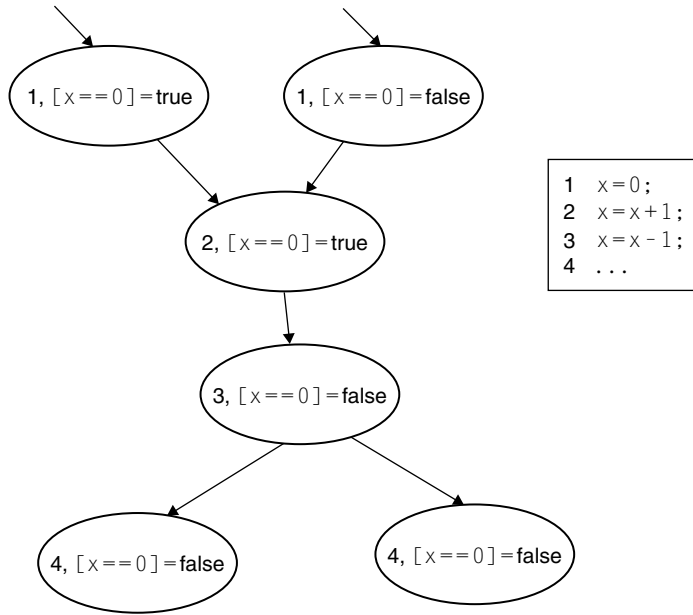 1, [x==0]=true
1, [x==0]=false
2, [x==0]=true
3, [x==0]=false
4, [x==0]=false
4, [x==0]=false
1 x=0;
2 x=x+1;
3 x=x-1;
4 ...